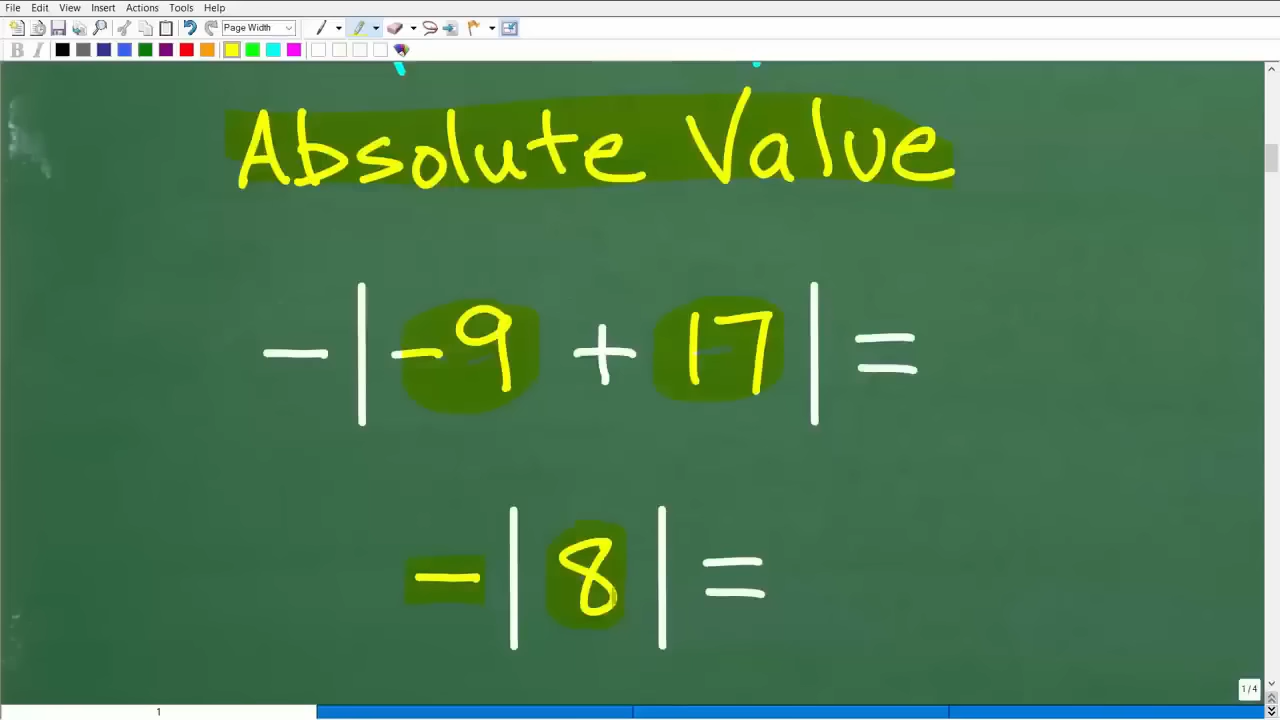 File Edit View Insert Actions Tools Help
Page Width
B I
Absolute Value
-|-9 + 17| =
-|8| =
1/4
1